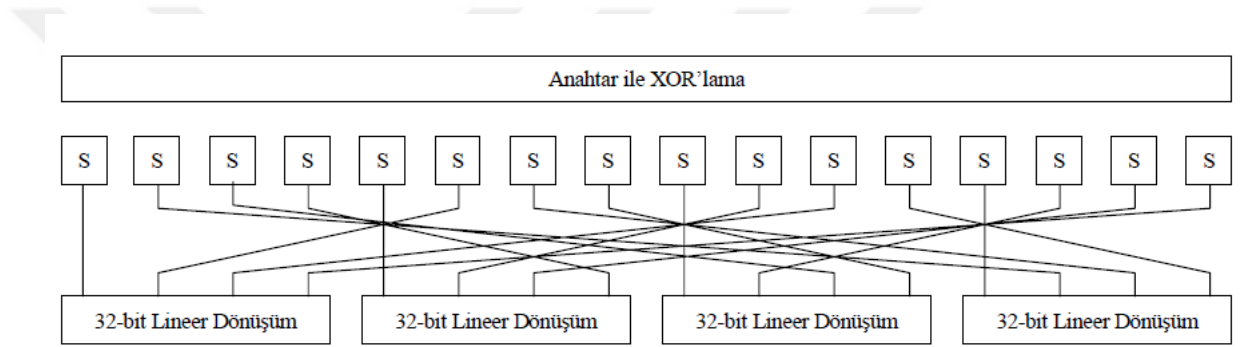 Anahtar ile XOR’lama
S S S S S S S S S S S S S S S S
32-bit Lineer Dönüşüm 32-bit Lineer Dönüşüm 32-bit Lineer Dönüşüm 32-bit Lineer Dönüşüm